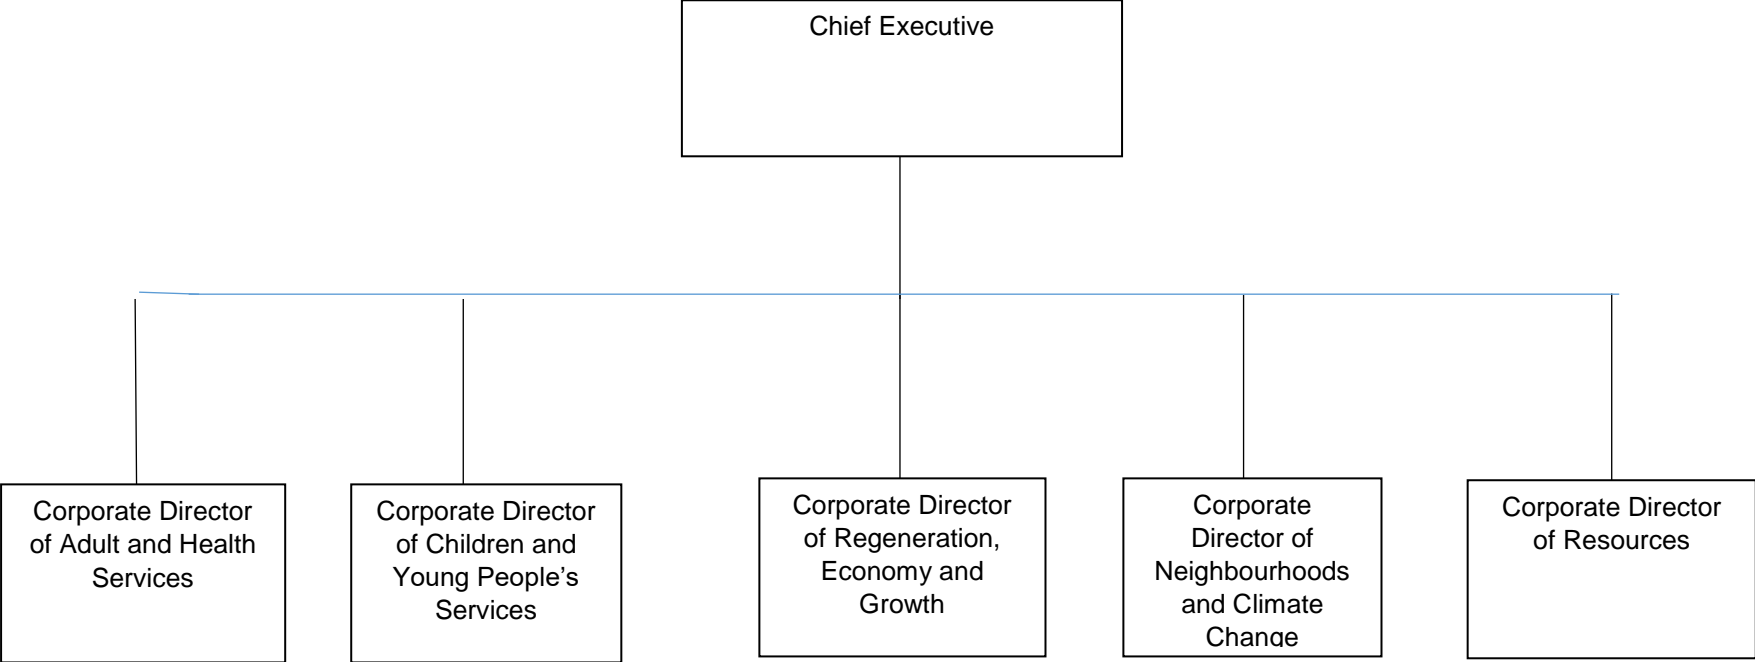 Chief Executive
Corporate Director
of Adult and Health
Services
Corporate Director
of Children and
Young People’s
Services
Corporate Director
of Regeneration,
Economy and
Growth
Corporate
Director of
Neighbourhoods
and Climate
Change
Corporate Director
of Resources